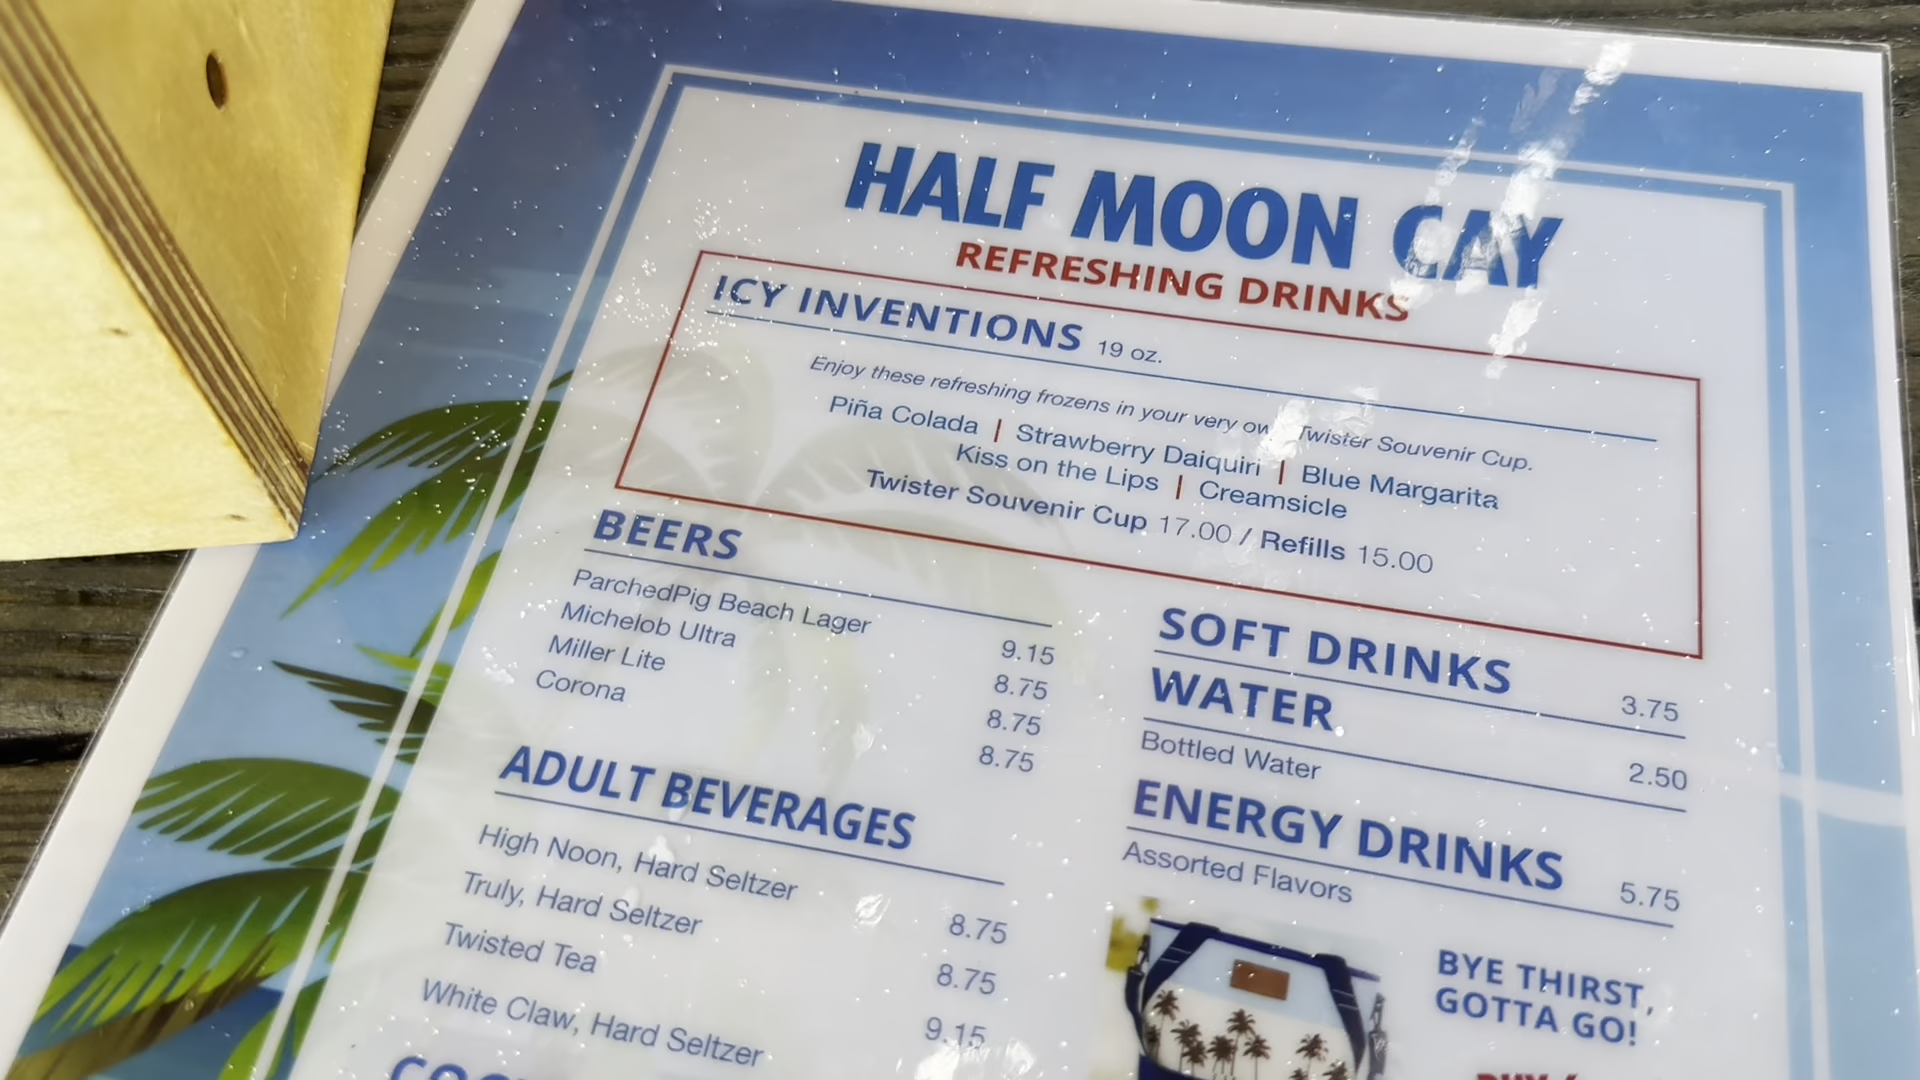 HALF MOON CAY
REFRESHING DRINKS
ICY INVENTIONS 19 oz.
Enjoy these refreshing frozens in your very own Twister Souvenir Cup.
Piña Colada | Strawberry Daiquiri | Blue Margarita
Kiss on the Lips | Creamsicle
Twister Souvenir Cup 17.00 / Refills 15.00
BEERS
ParchedPig Beach Lager 9.15
Michelob Ultra 8.75
Miller Lite 8.75
Corona 8.75
ADULT BEVERAGES
High Noon, Hard Seltzer 8.75
Truly, Hard Seltzer 8.75
Twisted Tea 9.15
White Claw, Hard Seltzer
SOFT DRINKS 3.75
WATER
Bottled Water 2.50
ENERGY DRINKS
Assorted Flavors 5.75
BYE THIRST,
GOTTA GO!